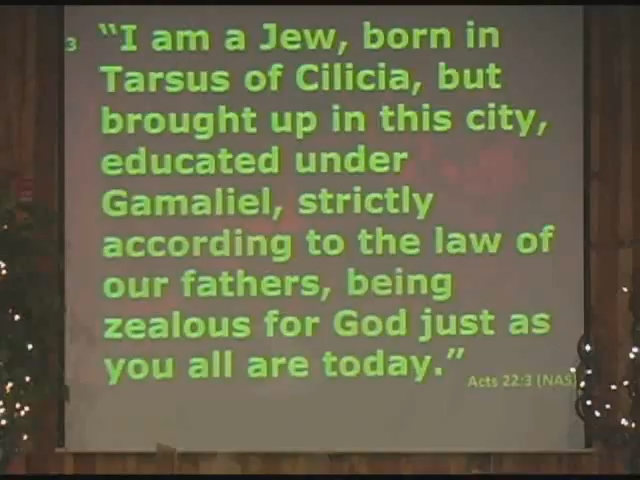 3 “I am a Jew, born in
Tarsus of Cilicia, but
brought up in this city,
educated under
Gamaliel, strictly
according to the law of
our fathers, being
zealous for God just as
you all are today.”
Acts 22:3 (NAS)